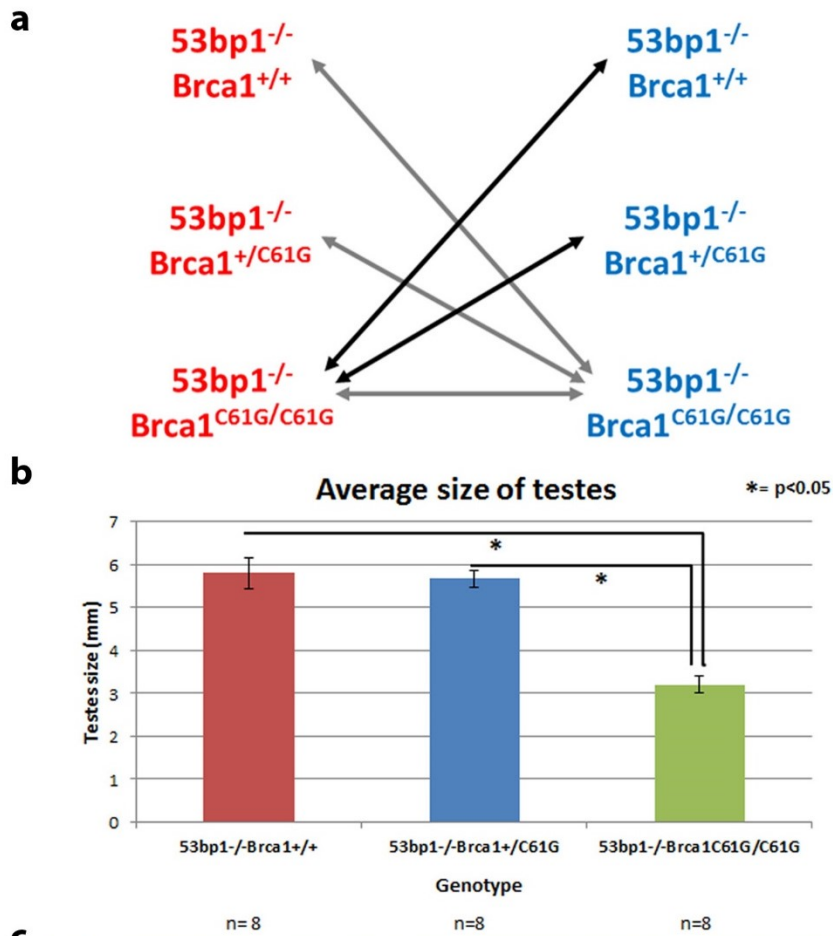 a
53bp1-/- 53bp1-/-
Brca1+/+ Brca1+/+
53bp1-/- 53bp1-/-
Brca1+/C61G Brca1+/C61G
53bp1-/- 53bp1-/-
Brca1C61G/C61G Brca1C61G/C61G
b
Average size of testes
*= p<0.05
7
6
5
4
3
2
1
0
Testes size (mm)
*
*
53bp1-/-Brca1+/+ 53bp1-/-Brca1+/C61G 53bp1-/-Brca1C61G/C61G
Genotype
n= 8 n=8 n=8